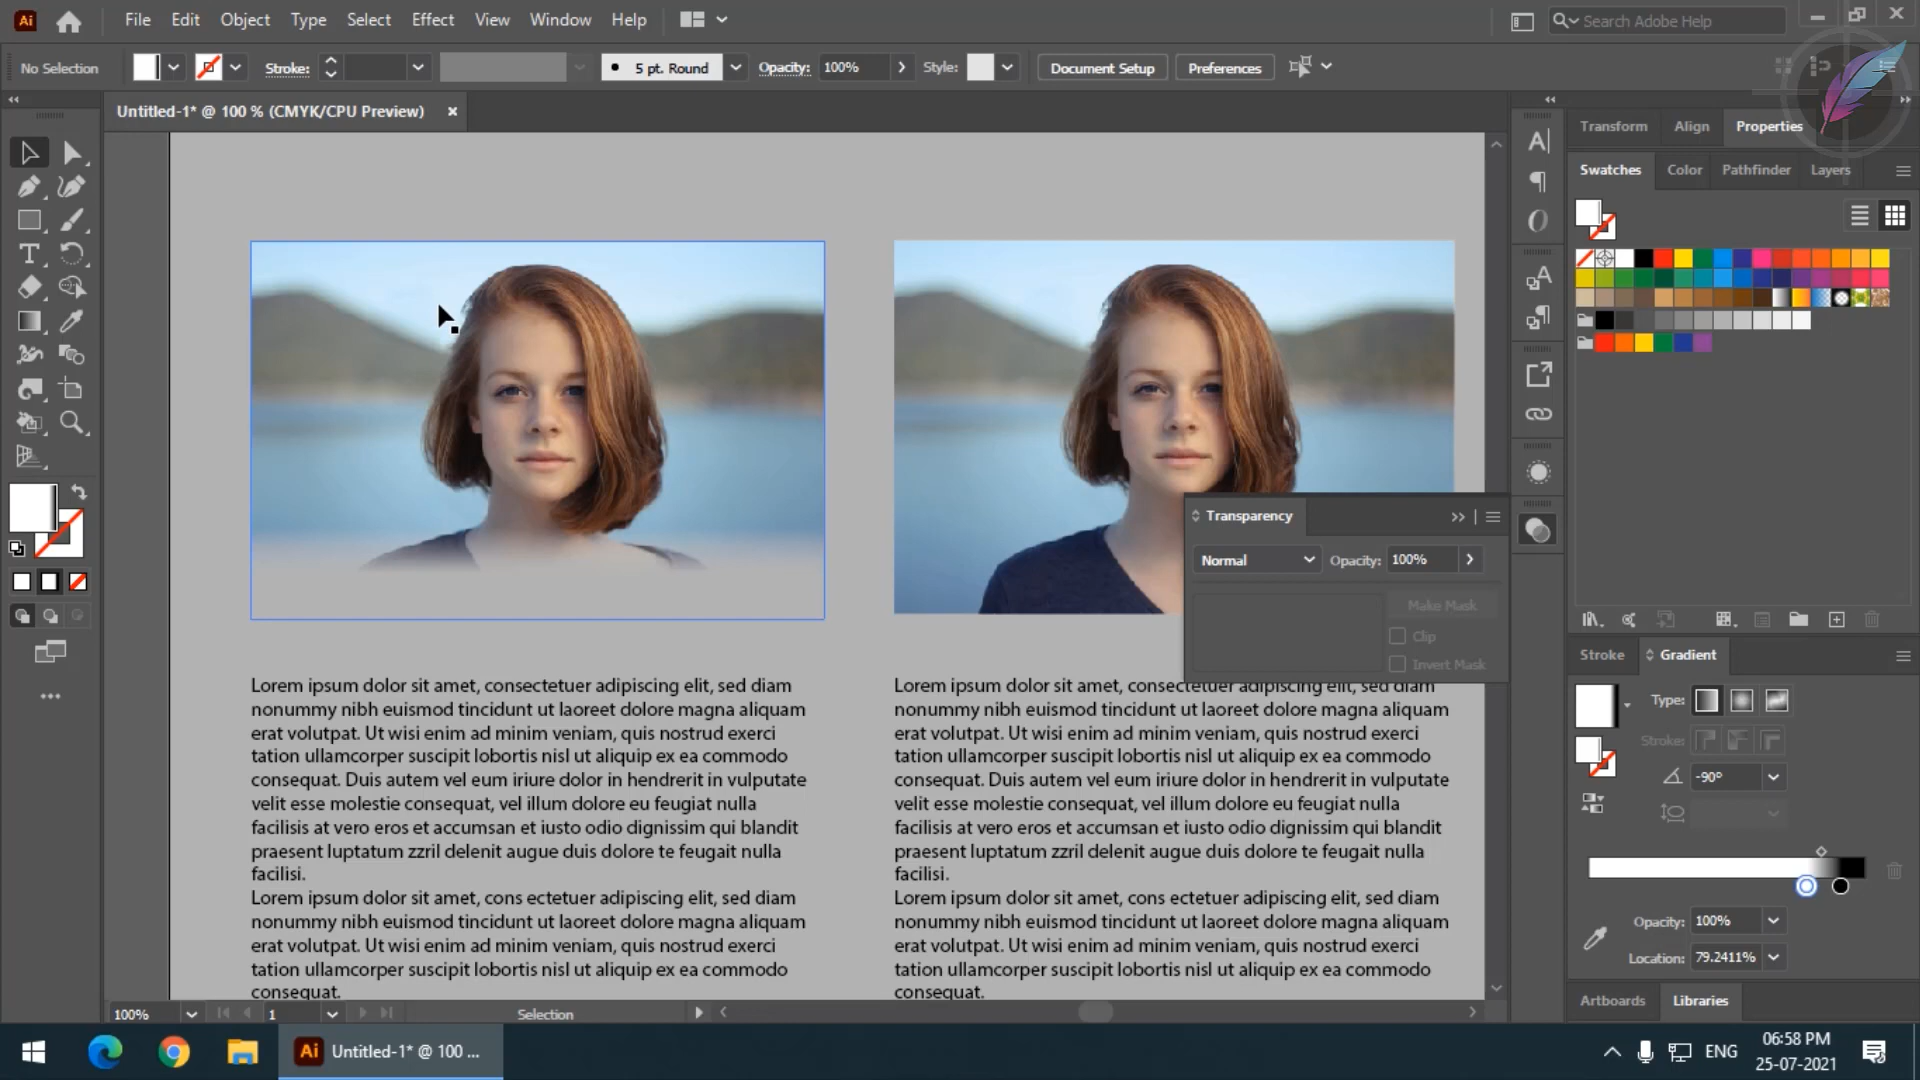 Ai File Edit Object Type Select Effect View Window Help Search Adobe Help
No Selection Stroke: 5 pt. Round Opacity: 100% Style: Document Setup Preferences
Untitled-1* @ 100 % (CMYK/CPU Preview)
Transform Align Properties
Swatches Color Pathfinder Layers
Transparency
Normal Opacity: 100%
Make Mask
Clip
Invert Mask
Lorem ipsum dolor sit amet, consectetuer adipiscing elit, sed diam
nonummy nibh euismod tincidunt ut laoreet dolore magna aliquam
erat volutpat. Ut wisi enim ad minim veniam, quis nostrud exerci
tation ullamcorper suscipit lobortis nisl ut aliquip ex ea commodo
consequat. Duis autem vel eum iriure dolor in hendrerit in vulputate
velit esse molestie consequat, vel illum dolore eu feugiat nulla
facilisis at vero eros et accumsan et iusto odio dignissim qui blandit
praesent luptatum zzril delenit augue duis dolore te feugait nulla
facilisi.
Lorem ipsum dolor sit amet, cons ectetuer adipiscing elit, sed diam
nonummy nibh euismod tincidunt ut laoreet dolore magna aliquam
erat volutpat. Ut wisi enim ad minim veniam, quis nostrud exerci
tation ullamcorper suscipit lobortis nisl ut aliquip ex ea commodo
consequat.
Lorem ipsum dolor sit amet, consectetuer adipiscing elit, sed diam
nonummy nibh euismod tincidunt ut laoreet dolore magna aliquam
erat volutpat. Ut wisi enim ad minim veniam, quis nostrud exerci
tation ullamcorper suscipit lobortis nisl ut aliquip ex ea commodo
consequat. Duis autem vel eum iriure dolor in hendrerit in vulputate
velit esse molestie consequat, vel illum dolore eu feugiat nulla
facilisis at vero eros et accumsan et iusto odio dignissim qui blandit
praesent luptatum zzril delenit augue duis dolore te feugait nulla
facilisi.
Lorem ipsum dolor sit amet, cons ectetuer adipiscing elit, sed diam
nonummy nibh euismod tincidunt ut laoreet dolore magna aliquam
erat volutpat. Ut wisi enim ad minim veniam, quis nostrud exerci
tation ullamcorper suscipit lobortis nisl ut aliquip ex ea commodo
consequat.
Stroke Gradient
Type:
Stroke:
-90°
Opacity: 100%
Location: 79.2411%
Artboards Libraries
100% 1 Selection
Ai Untitled-1* @ 100 ... ENG
06:58 PM
25-07-2021